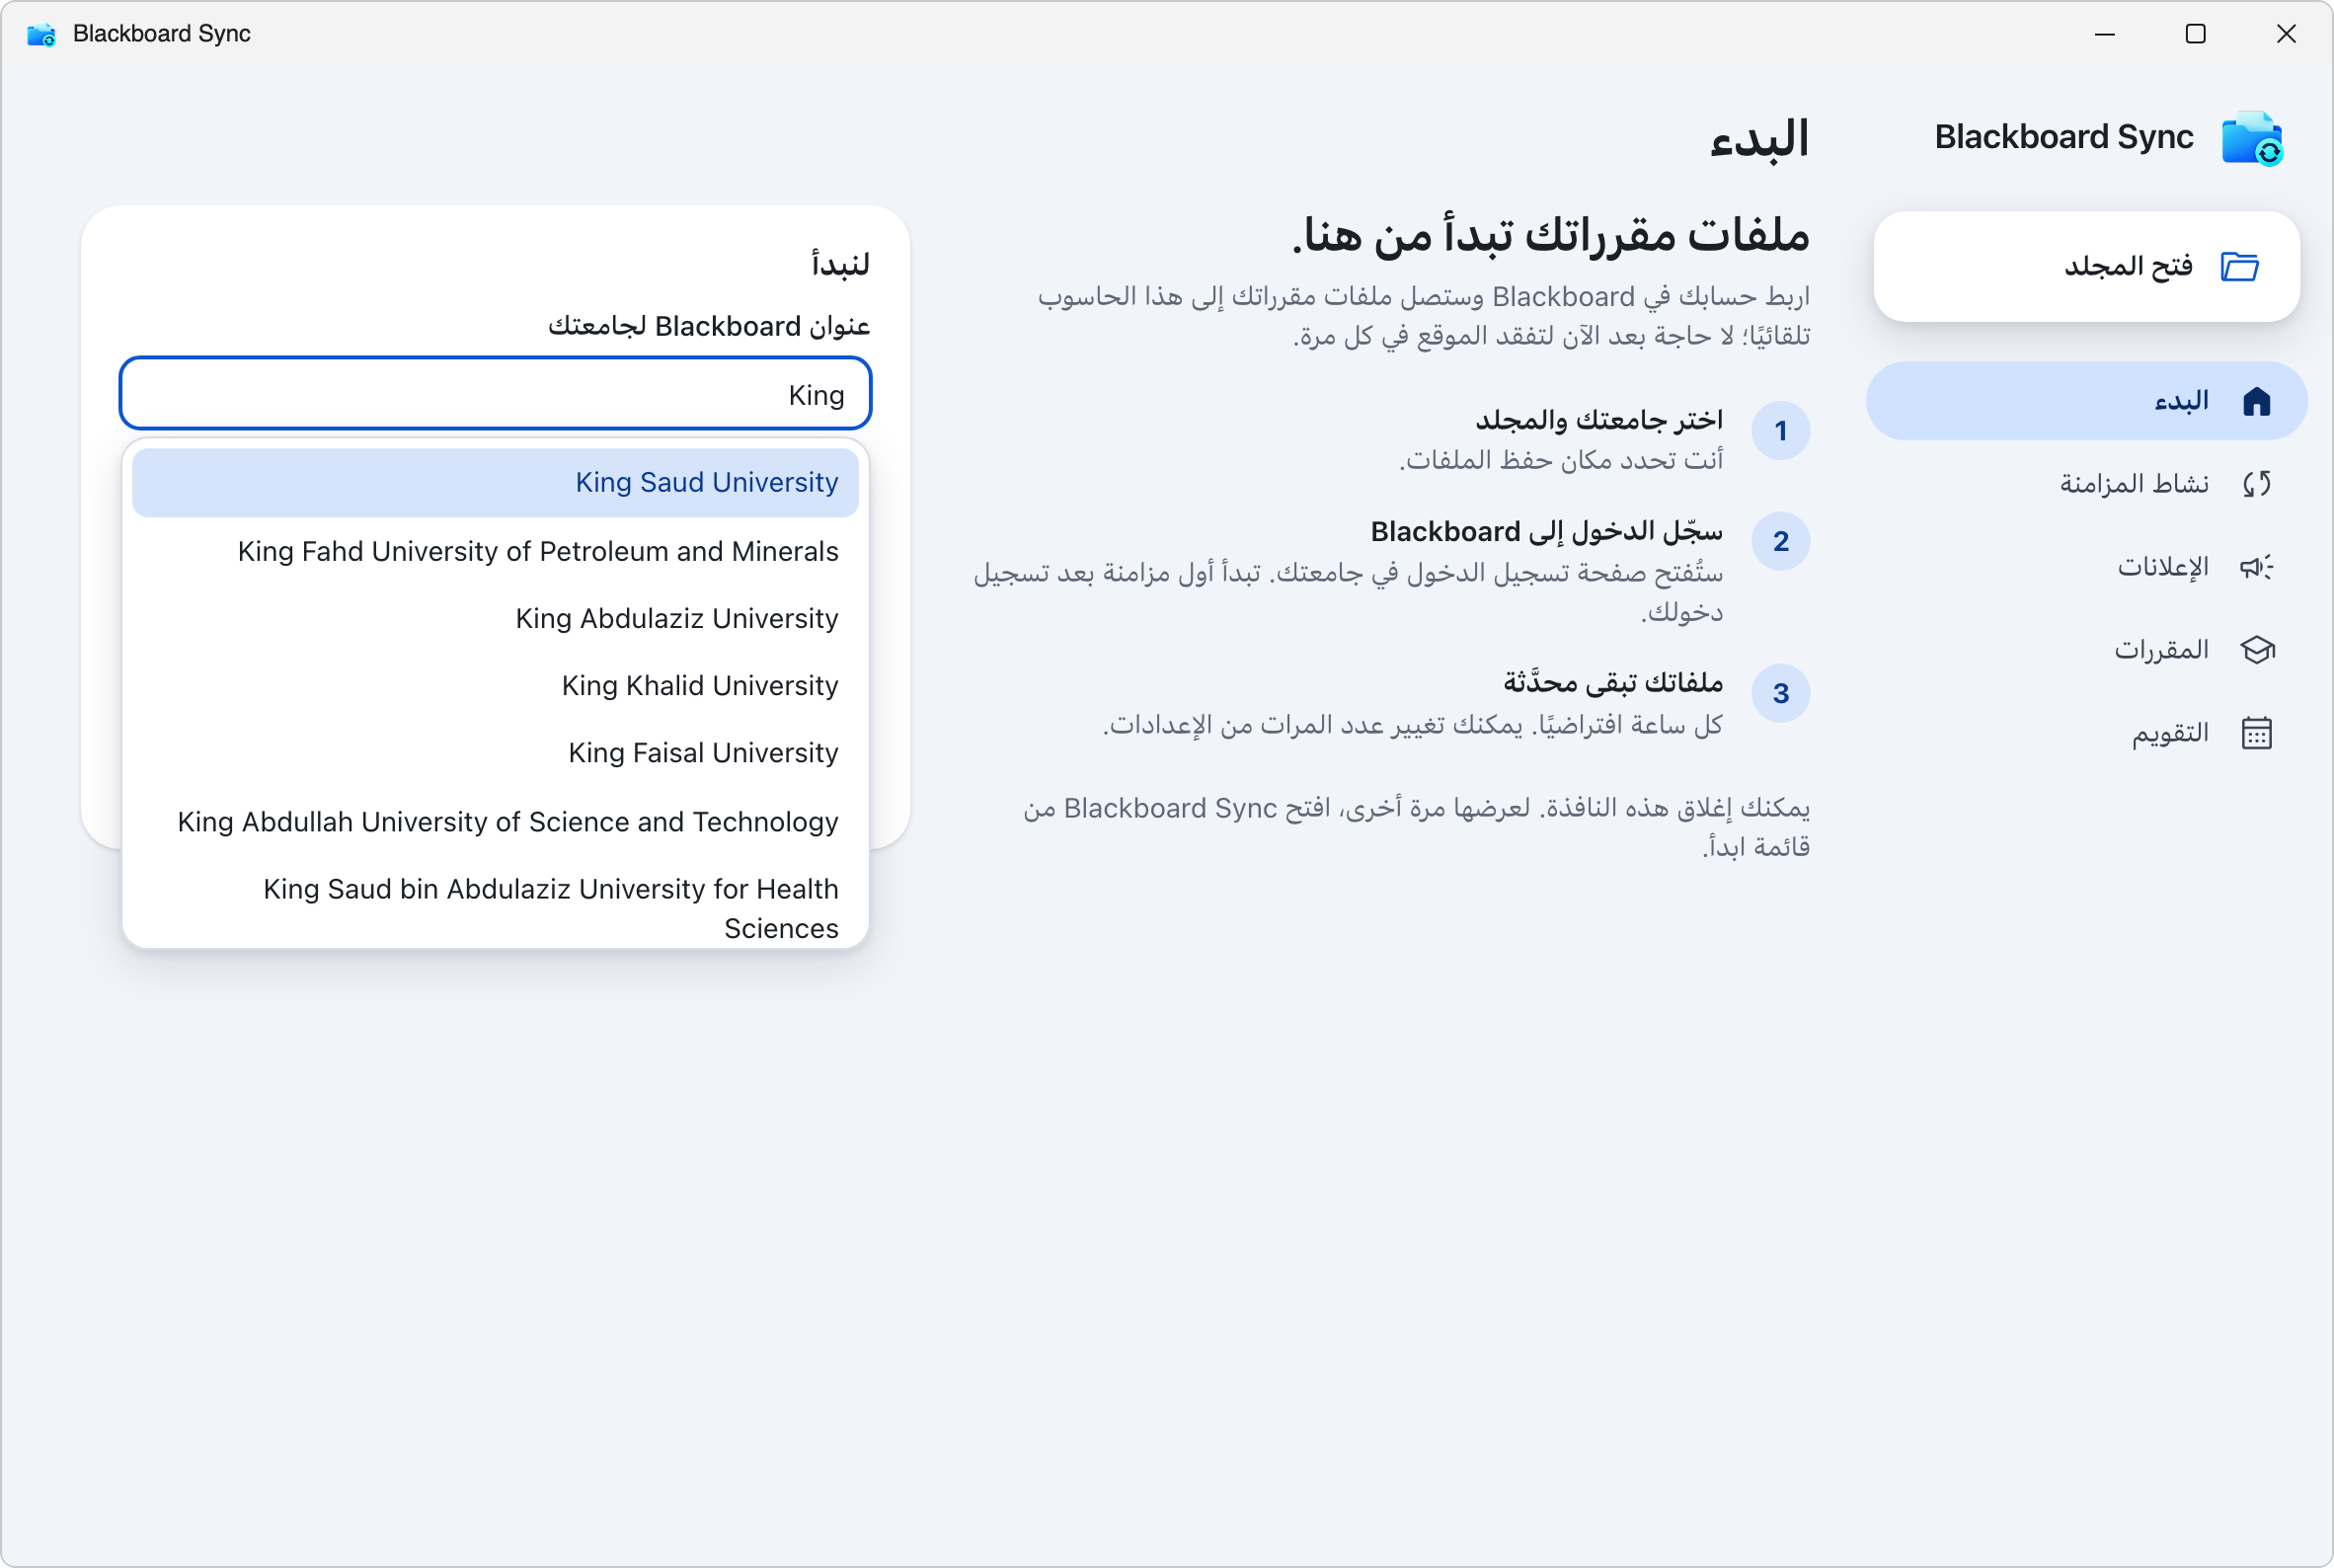 Blackboard Sync
Blackboard Sync
فتح المجلد
البدء
نشاط المزامنة
الإعلانات
المقررات
التقويم
البدء
ملفات مقرراتك تبدأ من هنا.
اربط حسابك في Blackboard وستصل ملفات مقرراتك إلى هذا الحاسوب
تلقائيًا؛ لا حاجة بعد الآن لتفقد الموقع في كل مرة.
1
اختر جامعتك والمجلد
أنت تحدد مكان حفظ الملفات.
2
سجّل الدخول إلى Blackboard
ستُفتح صفحة تسجيل الدخول في جامعتك. تبدأ أول مزامنة بعد تسجيل
دخولك.
3
ملفاتك تبقى محدَّثة
كل ساعة افتراضيًا. يمكنك تغيير عدد المرات من الإعدادات.
يمكنك إغلاق هذه النافذة. لعرضها مرة أخرى، افتح Blackboard Sync من
قائمة ابدأ.
لنبدأ
عنوان Blackboard لجامعتك
King
King Saud University
King Fahd University of Petroleum and Minerals
King Abdulaziz University
King Khalid University
King Faisal University
King Abdullah University of Science and Technology
King Saud bin Abdulaziz University for Health
Sciences